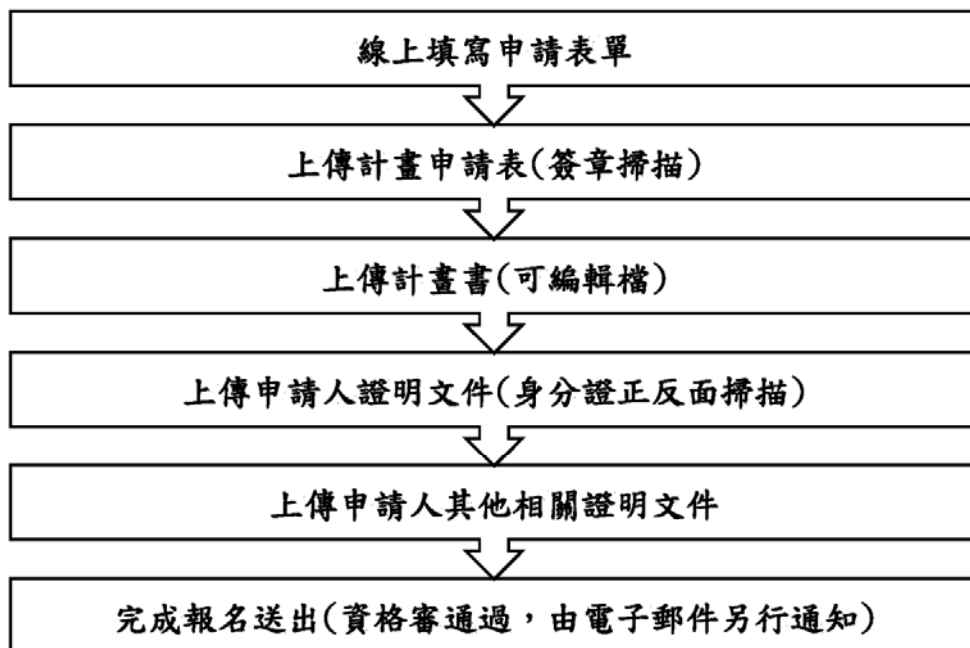 線上填寫申請表單
上傳計畫申請表(簽章掃描)
上傳計畫書(可編輯檔)
上傳申請人證明文件(身分證正反面掃描)
上傳申請人其他相關證明文件
完成報名送出(資格審通過，由電子郵件另行通知)